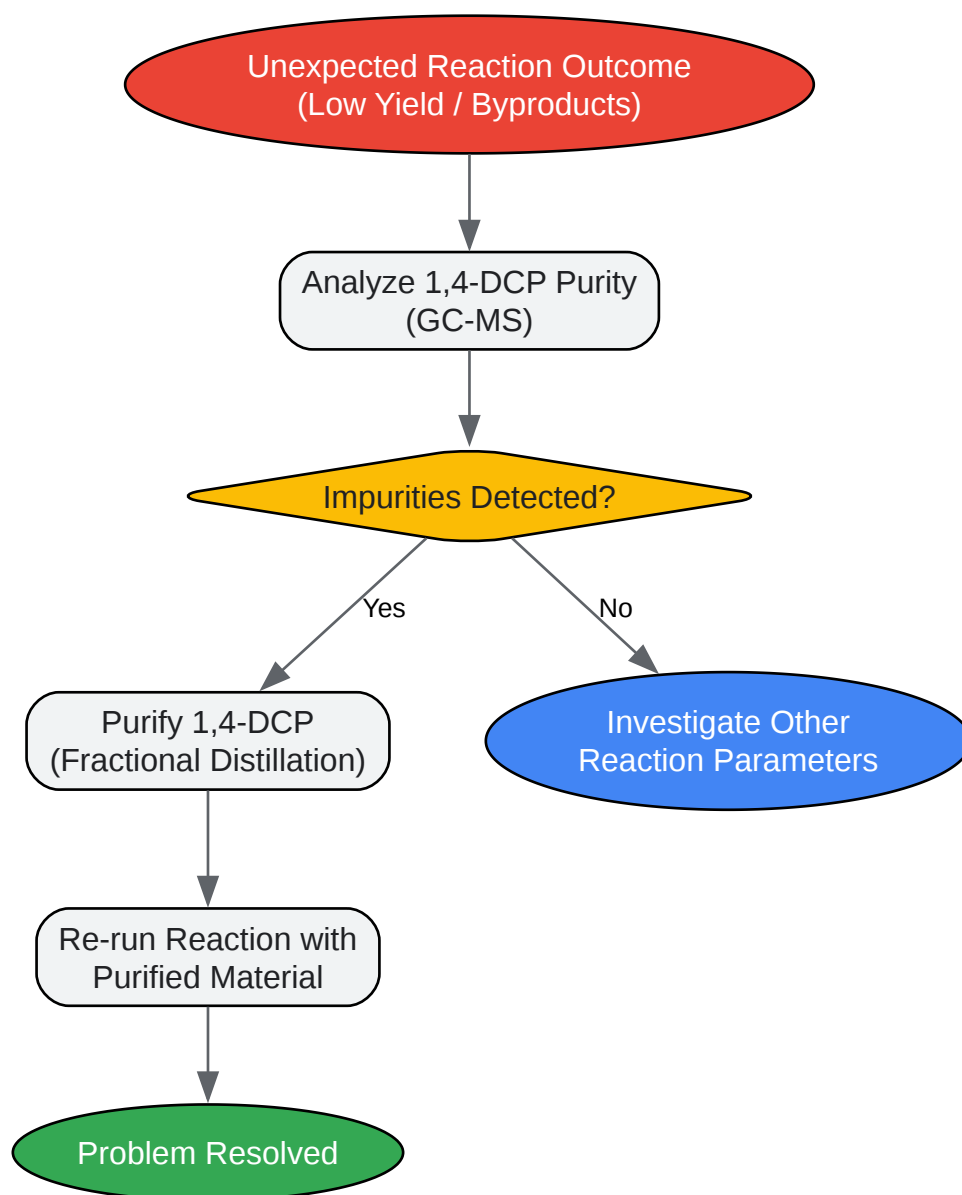 Unexpected Reaction Outcome
(Low Yield / Byproducts)
Analyze 1,4-DCP Purity
(GC-MS)
Impurities Detected?
Yes
No
Purify 1,4-DCP
(Fractional Distillation)
Investigate Other
Reaction Parameters
Re-run Reaction with
Purified Material
Problem Resolved